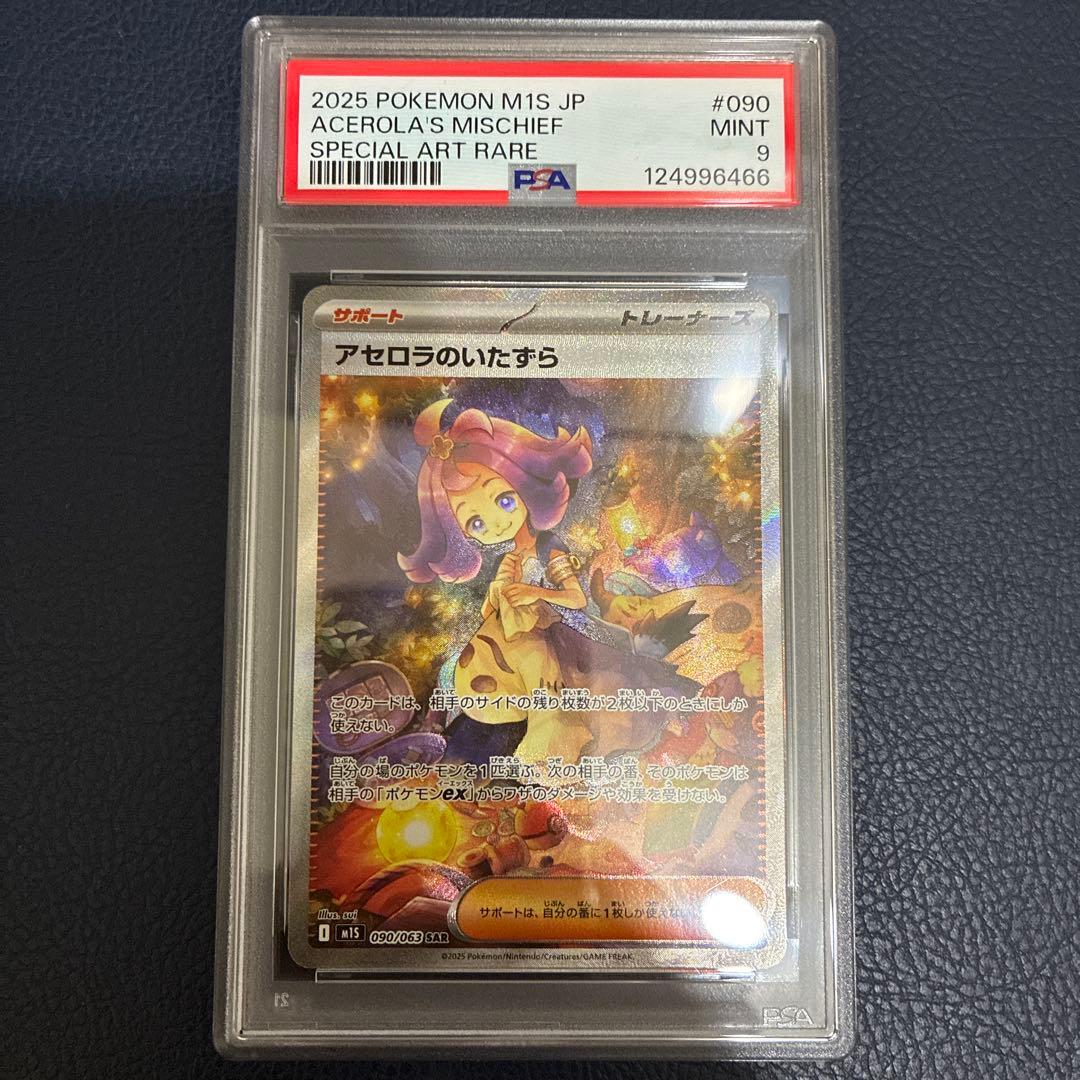 2025 POKEMON M1S JP #090
ACEROLA'S MISCHIEF MINT
SPECIAL ART RARE 9
PSA 124996466
サポート トレーナーズ
アセロラのいたずら
このカードは、相手のサイドの残り枚数が2枚以下のときにしか
使えない。
自分の場のポケモンを1匹選ぶ。次の相手の番、そのポケモンは
相手の「ポケモンex」からワザのダメージや効果を受けない。
サポートは、自分の番に1枚しか使えない
Illus. sui
I M1S 090/063 SAR
©2025 Pokémon/Nintendo/Creatures/GAME FREAK.
21 PSA